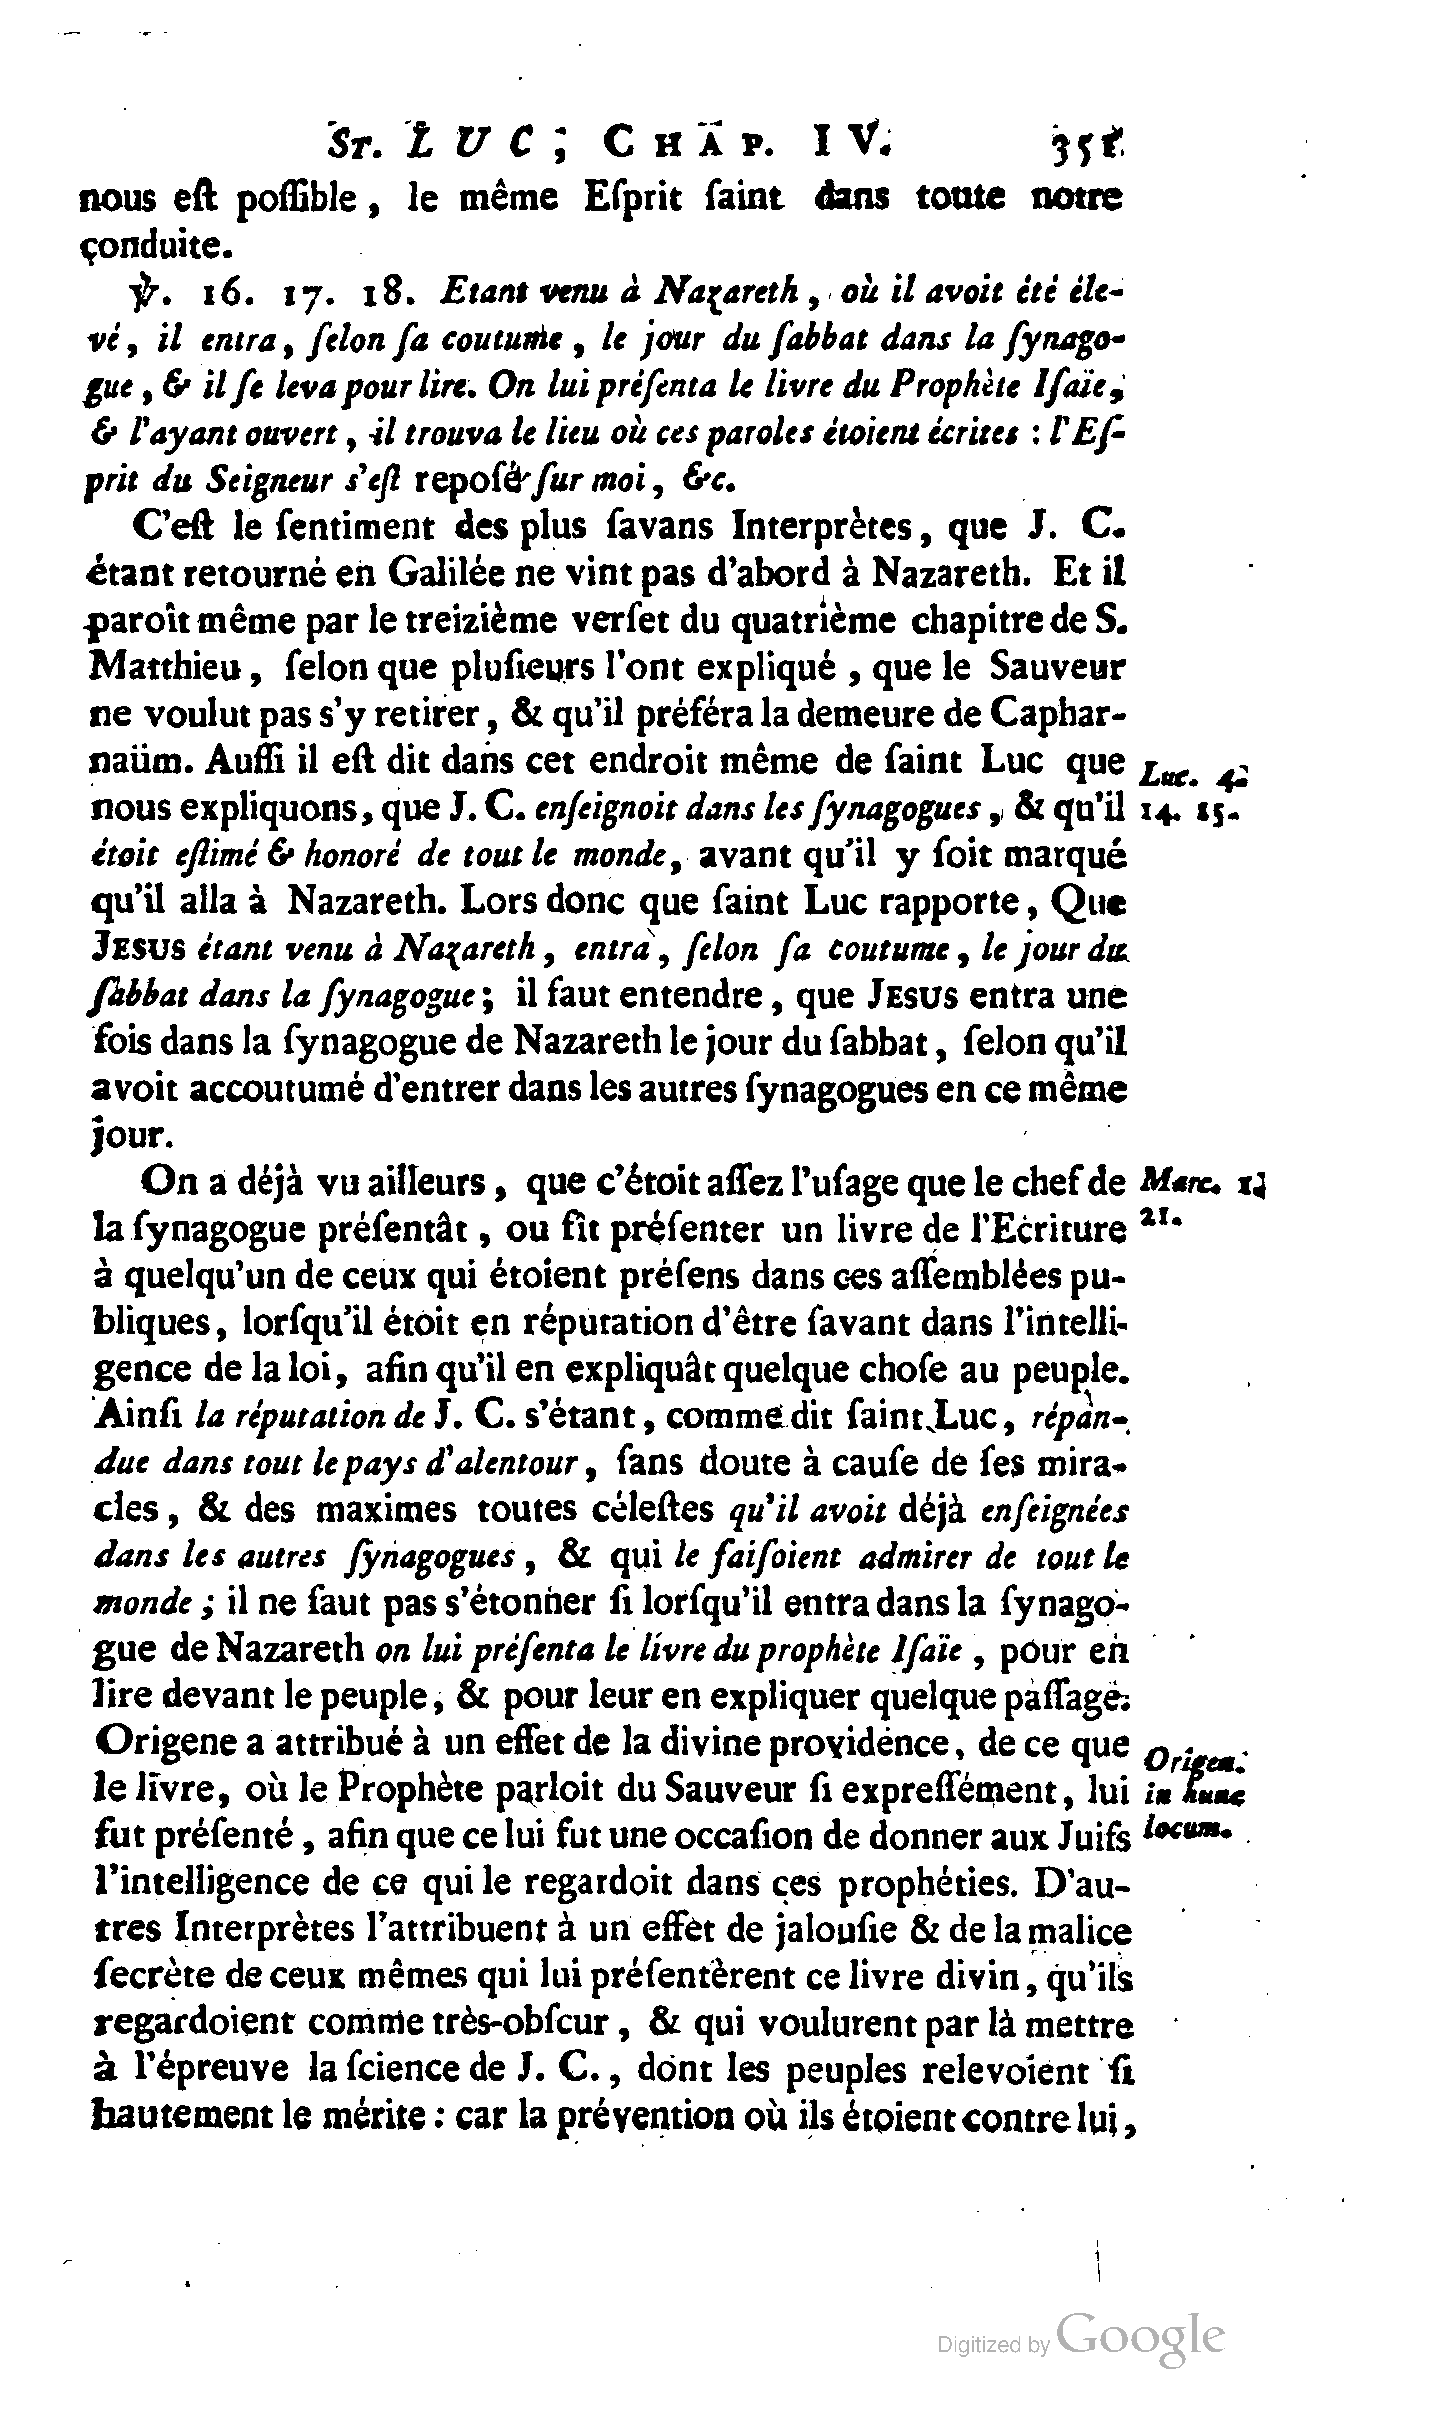 St. LUC, CHAP. IV. 351
nous eſt poſſible, le même Eſprit ſaint dans toute notre
conduite.
℣. 16. 17. 18. Etant venu à Nazareth, où il avoit été éle-
vé, il entra, ſelon ſa coutume, le jour du ſabbat dans la ſynago-
gue, & il ſe leva pour lire. On lui préſenta le livre du Prophète Iſaïe,
& l'ayant ouvert, il trouva le lieu où ces paroles étoient écrites : l'Eſ-
prit du Seigneur s'eſt repoſé ſur moi, &c.
C'eſt le ſentiment des plus ſavans Interprètes, que J. C.
étant retourné en Galilée ne vint pas d'abord à Nazareth. Et il
paroît même par le treizième verſet du quatrième chapitre de S.
Matthieu, ſelon que pluſieurs l'ont expliqué, que le Sauveur
ne voulut pas s'y retirer, & qu'il préféra la demeure de Caphar-
naüm. Auſſi il eſt dit dans cet endroit même de ſaint Luc que
Luc. 4.
nous expliquons, que J. C. enſeignoit dans les ſynagogues, & qu'il
14. 15.
étoit eſtimé & honoré de tout le monde, avant qu'il y ſoit marqué
qu'il alla à Nazareth. Lors donc que ſaint Luc rapporte, Que
JESUS étant venu à Nazareth, entra, ſelon ſa coutume, le jour du
ſabbat dans la ſynagogue; il faut entendre, que JESUS entra une
fois dans la ſynagogue de Nazareth le jour du ſabbat, ſelon qu'il
avoit accoutumé d'entrer dans les autres ſynagogues en ce même
jour.
On a déjà vu ailleurs, que c'étoit aſſez l'uſage que le chef de
Marc. 1.
la ſynagogue préſentât, ou fît préſenter un livre de l'Ecriture
21.
à quelqu'un de ceux qui étoient préſens dans ces aſſemblées pu-
bliques, lorſqu'il étoit en réputation d'être ſavant dans l'intelli-
gence de la loi, afin qu'il en expliquât quelque choſe au peuple.
Ainſi la réputation de J. C. s'étant, comme dit ſaint Luc, répan-
due dans tout le pays d'alentour, ſans doute à cauſe de ſes mira-
cles, & des maximes toutes céleſtes qu'il avoit déjà enſeignées
dans les autres ſynagogues, & qui le faiſoient admirer de tout le
monde; il ne ſaut pas s'étonner ſi lorſqu'il entra dans la ſynago-
gue de Nazareth on lui préſenta le livre du prophète Iſaïe, pour en
lire devant le peuple, & pour leur en expliquer quelque paſſage.
Origene a attribué à un effet de la divine providence, de ce que
Origen.
le livre, où le Prophète parloit du Sauveur ſi expreſſément, lui
in hunc
fut préſenté, afin que ce lui fut une occaſion de donner aux Juifs
locum.
l'intelligence de ce qui le regardoit dans ces prophéties. D'au-
tres Interprètes l'attribuent à un effet de jalouſie & de la malice
ſecrète de ceux mêmes qui lui préſentèrent ce livre divin, qu'ils
regardoient comme très-obſcur, & qui voulurent par là mettre
à l'épreuve la ſcience de J. C., dont les peuples relevoient ſi
hautement le mérite : car la prévention où ils étoient contre lui,
Digitized by Google